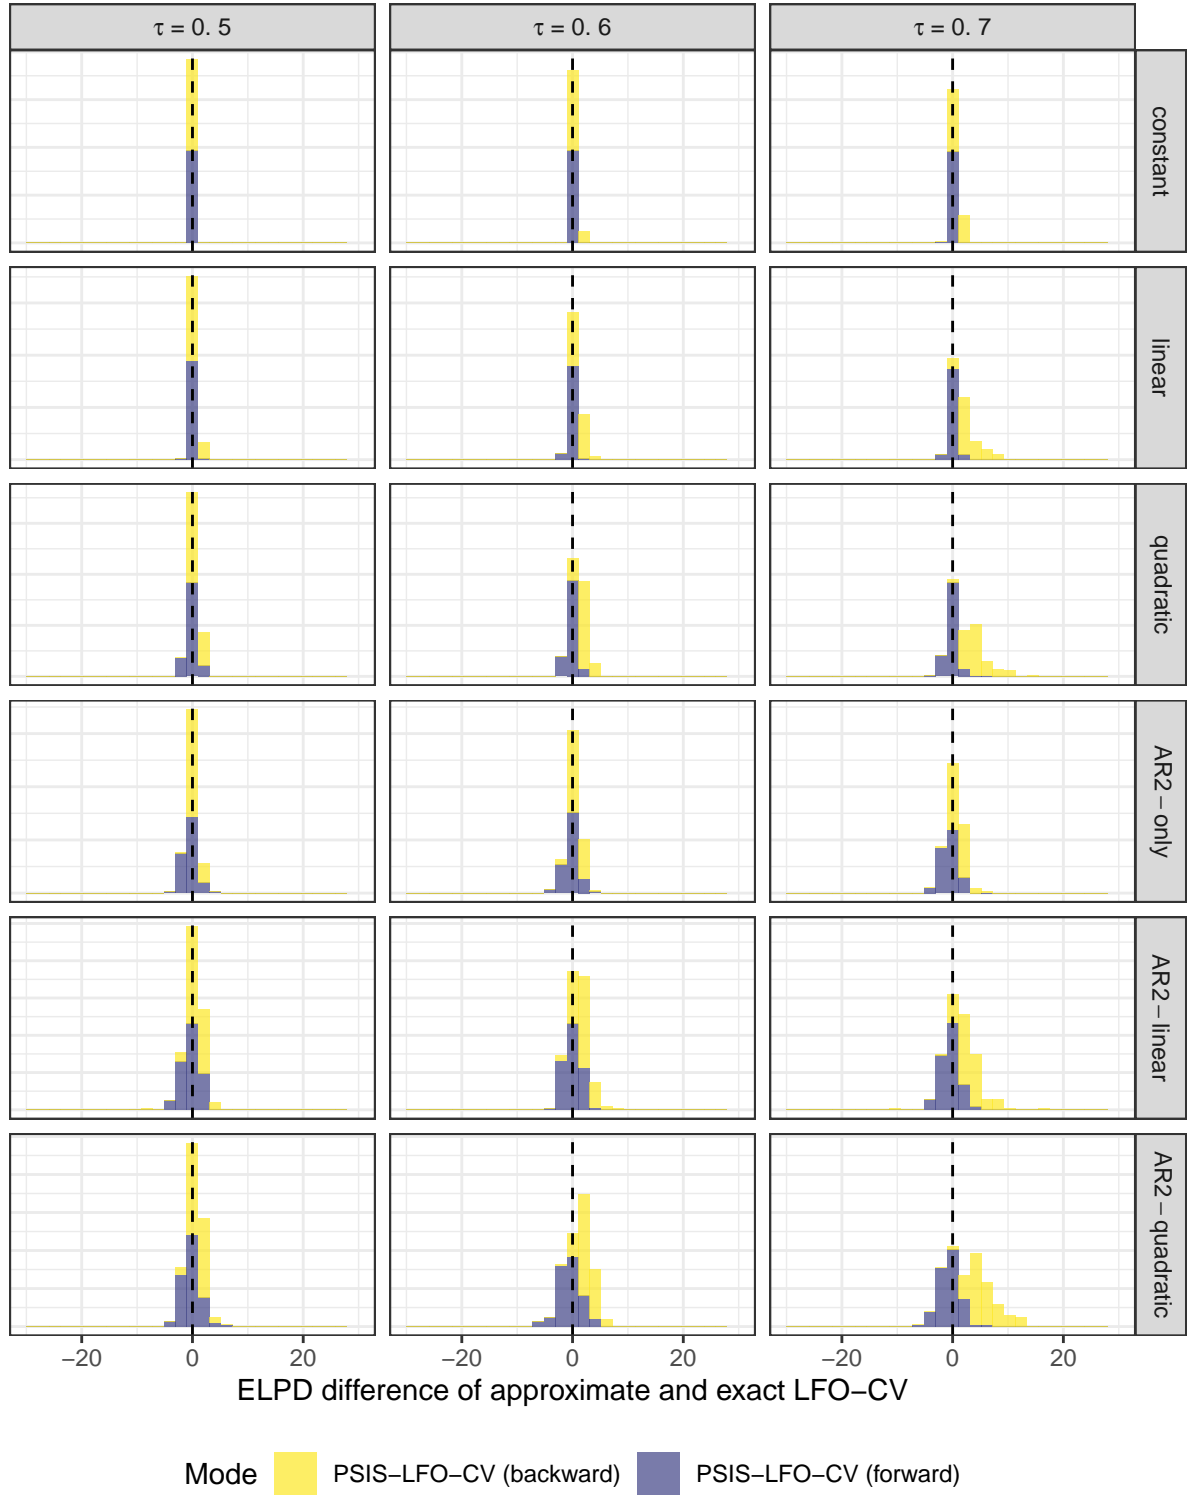 τ = 0. 5
τ = 0. 6
τ = 0. 7
constant
linear
quadratic
AR2−only
AR2−linear
AR2−quadratic
−20 0 20 −20 0 20 −20 0 20
ELPD difference of approximate and exact LFO−CV
Mode PSIS−LFO−CV (backward) PSIS−LFO−CV (forward)